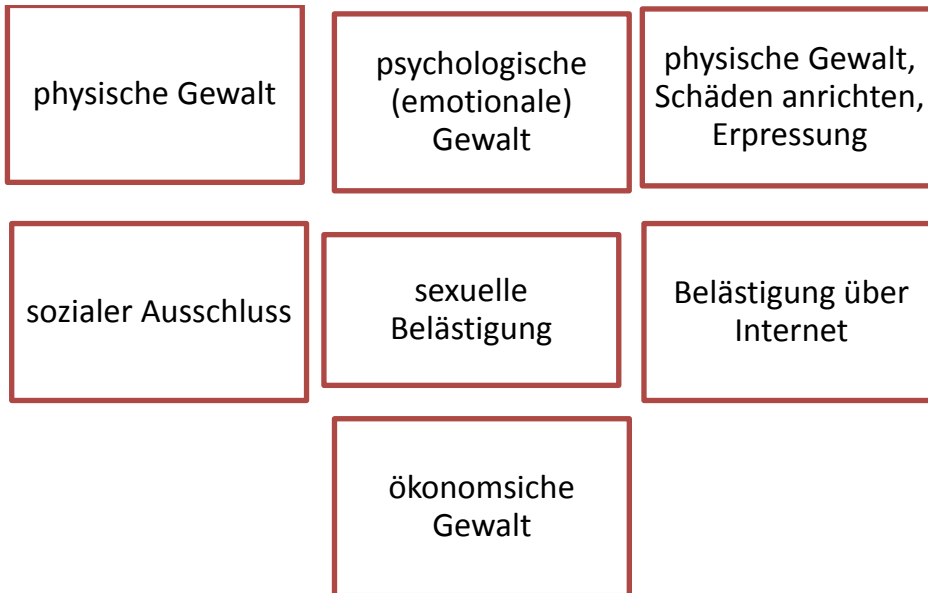 physische Gewalt
psychologische
(emotionale)
Gewalt
physische Gewalt,
Schäden anrichten,
Erpressung
sozialer Ausschluss
sexuelle
Belästigung
Belästigung über
Internet
ökonomsiche
Gewalt